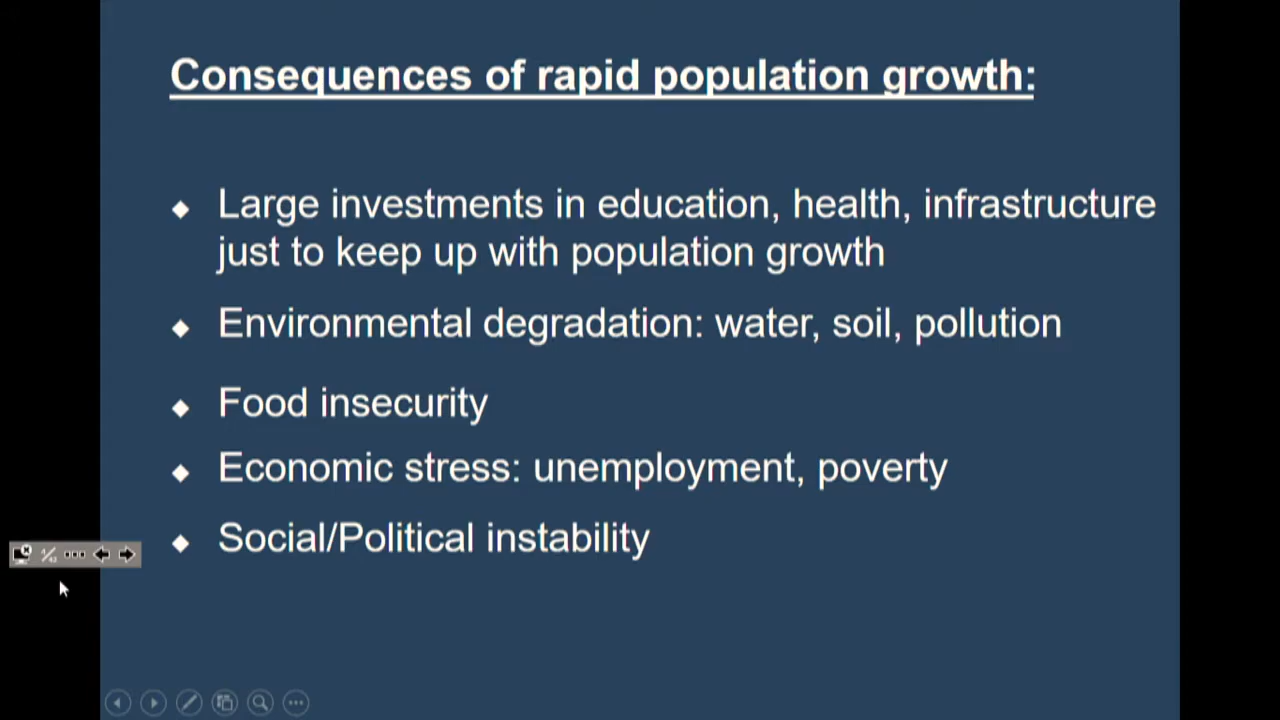 Consequences of rapid population growth:
Large investments in education, health, infrastructure
just to keep up with population growth
Environmental degradation: water, soil, pollution
Food insecurity
Economic stress: unemployment, poverty
Social/Political instability